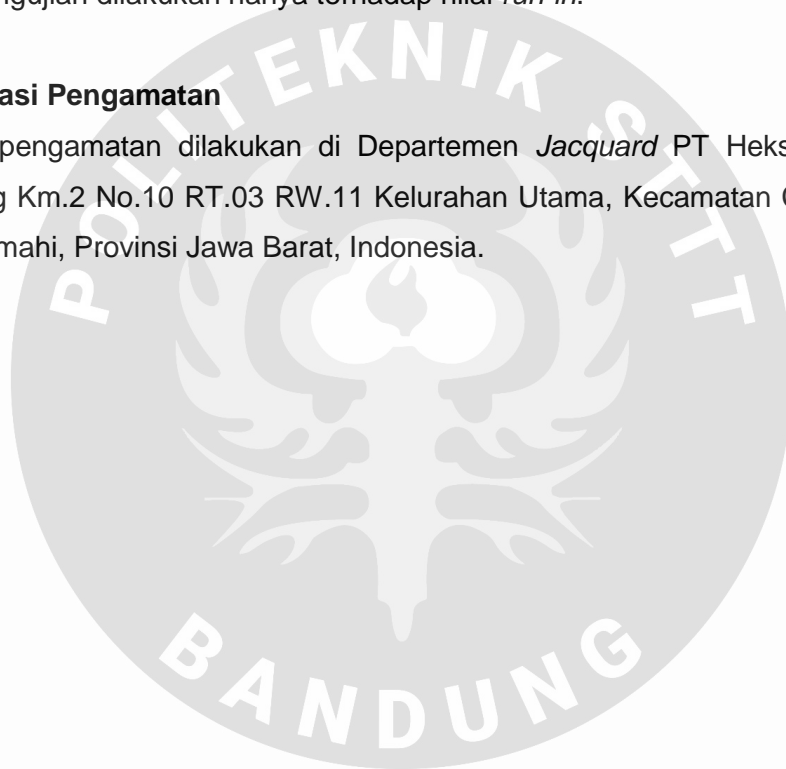 ngujian dilakukan hanya terhadap nilai run in.
asi Pengamatan
pengamatan dilakukan di Departemen Jacquard PT Heks
g Km.2 No.10 RT.03 RW.11 Kelurahan Utama, Kecamatan
mahi, Provinsi Jawa Barat, Indonesia.
POLITEKNIK STTT
BANDUNG